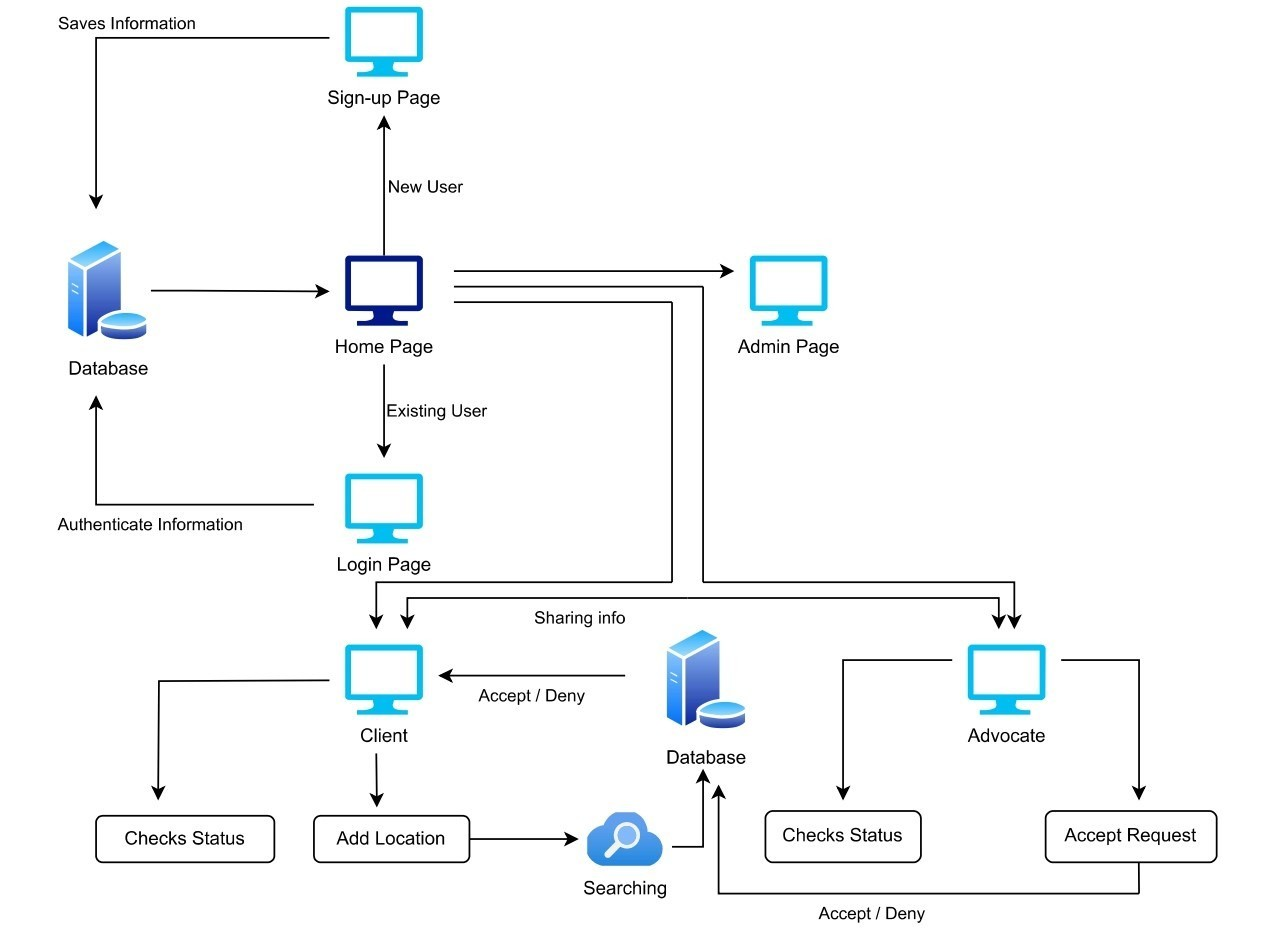 Saves Information
Sign-up Page
New User
Database
Home Page
Admin Page
Existing User
Authenticate Information
Login Page
Sharing info
Accept / Deny
Client
Database
Advocate
Checks Status
Add Location
Searching
Checks Status
Accept Request
Accept / Deny